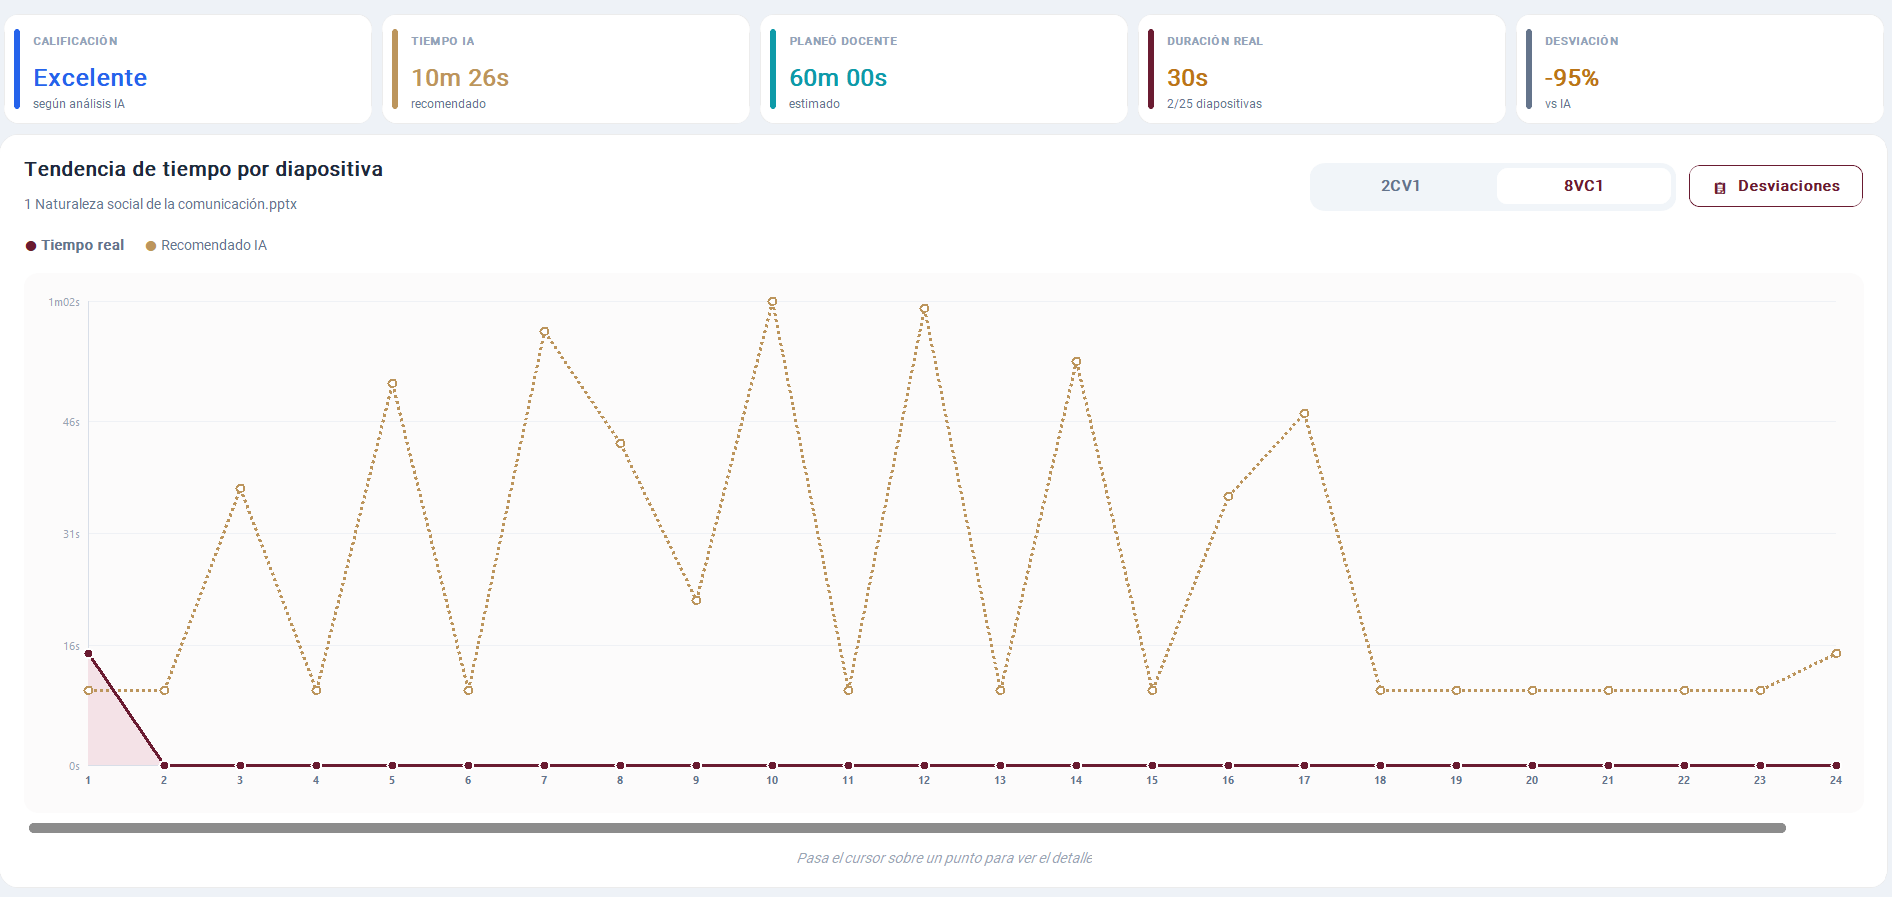 CALIFICACIÓN
Excelente
según análisis IA
TIEMPO IA
10m 26s
recomendado
PLANEÓ DOCENTE
60m 00s
estimado
DURACIÓN REAL
30s
2/25 diapositivas
DESVIACIÓN
-95%
vs IA
Tendencia de tiempo por diapositiva
1 Naturaleza social de la comunicación.pptx
2CV1
8VC1
Desviaciones
Tiempo real
Recomendado IA
1m02s
46s
31s
16s
0s
1 2 3 4 5 6 7 8 9 10 11 12 13 14 15 16 17 18 19 20 21 22 23 24
Pasa el cursor sobre un punto para ver el detalle